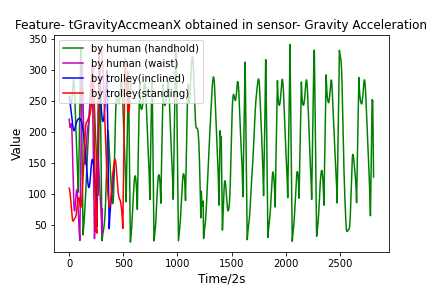 Feature- tGravityAccmeanX obtained in sensor- Gravity Acceleration
350
300
250
200
150
100
50
Value
by human (handhold)
by human (waist)
by trolley(inclined)
by trolley(standing)
0 500 1000 1500 2000 2500
Time/2s